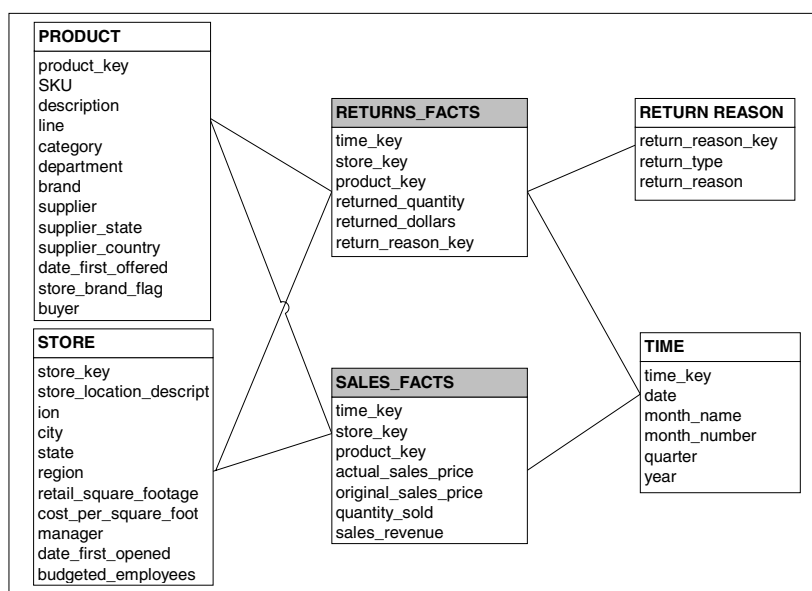 PRODUCT
product_key
SKU
description
line
category
department
brand
supplier
supplier_state
supplier_country
date_first_offered
store_brand_flag
buyer
STORE
store_key
store_location_descript
ion
city
state
region
retail_square_footage
cost_per_square_foot
manager
date_first_opened
budgeted_employees
RETURNS_FACTS
time_key
store_key
product_key
returned_quantity
returned_dollars
return_reason_key
SALES_FACTS
time_key
store_key
product_key
actual_sales_price
original_sales_price
quantity_sold
sales_revenue
RETURN REASON
return_reason_key
return_type
return_reason
TIME
time_key
date
month_name
month_number
quarter
year